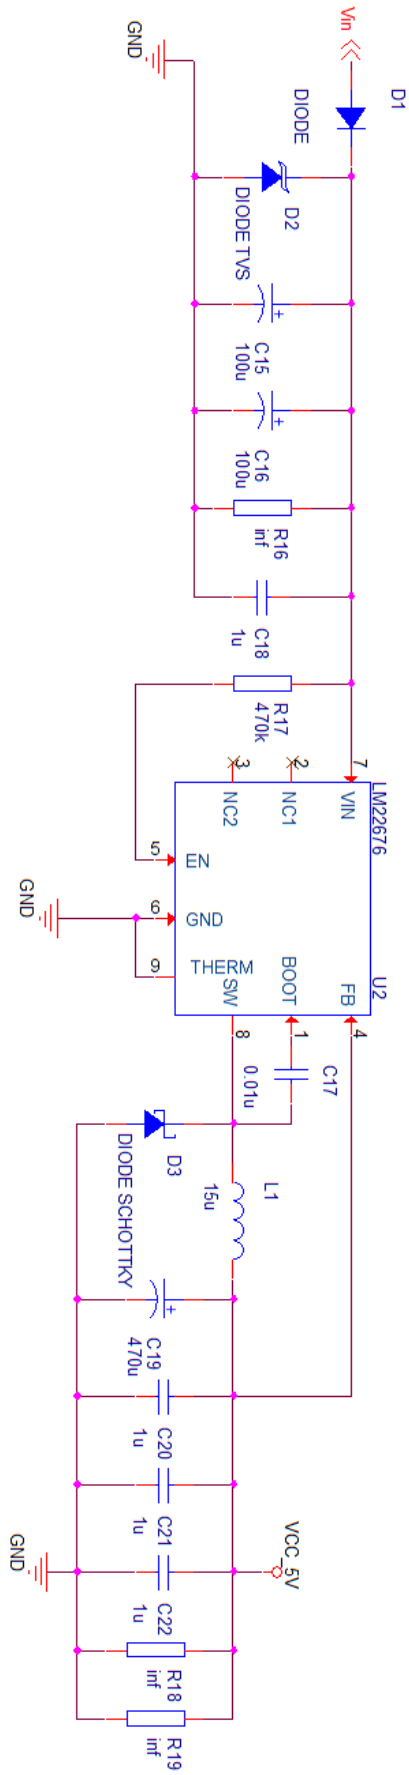 Vin
D1
DIODE
GND
D2
DIODE TVS
C15
100u
C16
100u
R16
inf
C18
1u
R17
470k
LM22676
U2
7
VIN
2
NC1
3
NC2
5
EN
6
GND
9
THERM
SW
8
BOOT
1
FB
4
GND
C17
0.01u
D3
DIODE SCHOTTKY
L1
15u
C19
470u
C20
1u
C21
1u
C22
1u
VCC_5V
GND
R18
inf
R19
inf